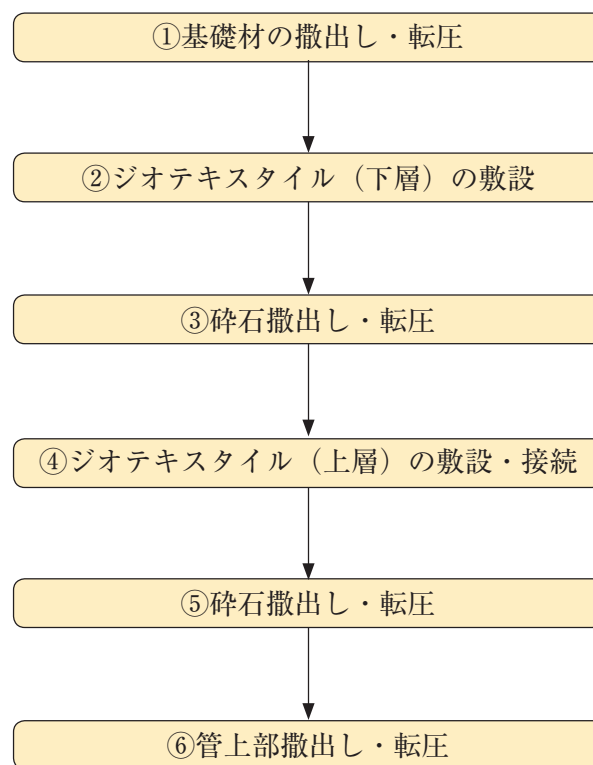 ①基礎材の撒出し・転圧
②ジオテキスタイル（下層）の敷設
③砕石撒出し・転圧
④ジオテキスタイル（上層）の敷設・接続
⑤砕石撒出し・転圧
⑥管上部撒出し・転圧